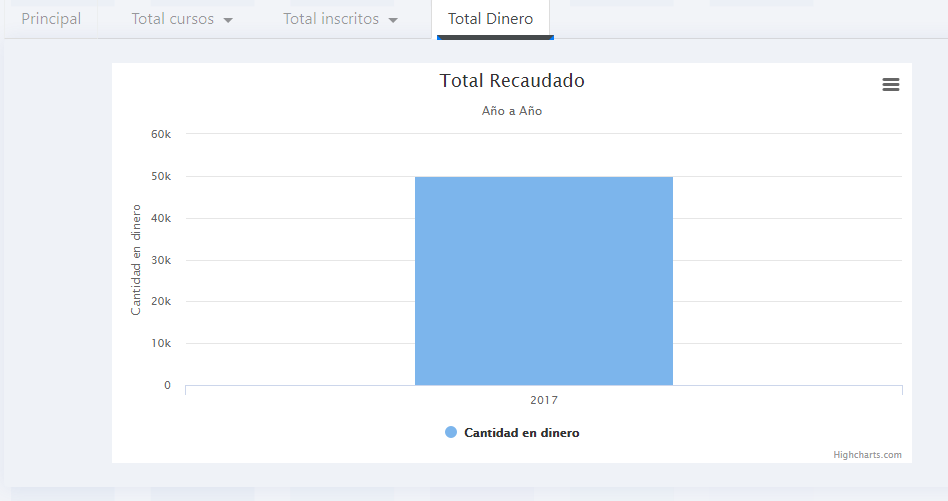 Principal Total cursos Total inscritos Total Dinero
Total Recaudado
Año a Año
Cantidad en dinero
60k
50k
40k
30k
20k
10k
0
2017
Cantidad en dinero
Highcharts.com